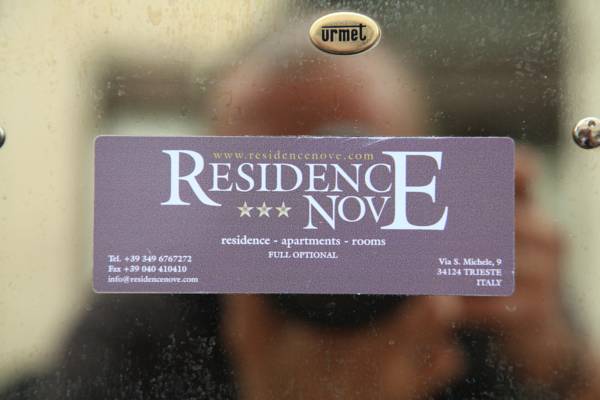 urmet
www.residencenove.com
RESIDENCE
NOVE
residence - apartments - rooms
FULL OPTIONAL
Tel. +39 349 6767272
Fax +39 040 410410
info@residencenove.com
Via S. Michele, 9
34124 TRIESTE
ITALY